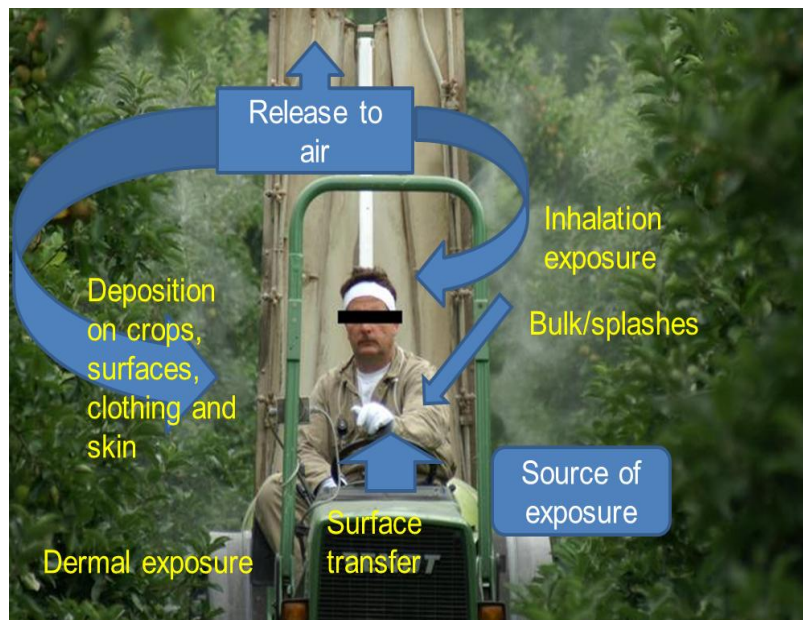 Release to
air
Inhalation
exposure
Deposition
on crops,
surfaces,
clothing and
skin
Bulk/splashes
Source of
exposure
Surface
transfer
Dermal exposure